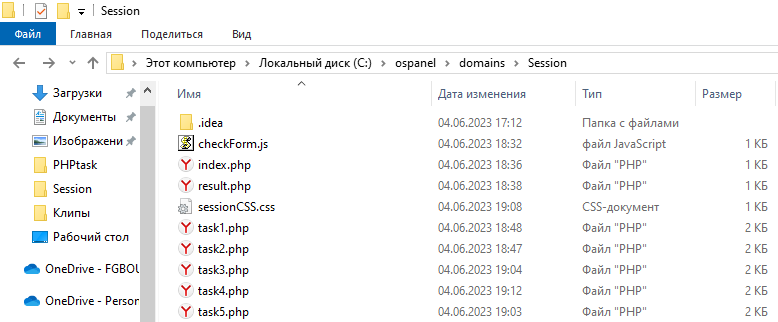 Session
Файл Главная Поделиться Вид
Этот компьютер Локальный диск (C:) ospanel domains Session
Имя Дата изменения Тип Размер
Загрузки
Документы
Изображени
PHPtask
Session
Клипы
Рабочий стол
OneDrive - FGBOU
OneDrive - Person
.idea 04.06.2023 17:12 Папка с файлами
checkForm.js 04.06.2023 18:32 файл JavaScript 1 КБ
index.php 04.06.2023 18:36 Файл "PHP" 1 КБ
result.php 04.06.2023 18:38 Файл "PHP" 1 КБ
sessionCSS.css 04.06.2023 19:08 CSS-документ 1 КБ
task1.php 04.06.2023 18:48 Файл "PHP" 2 КБ
task2.php 04.06.2023 18:47 Файл "PHP" 2 КБ
task3.php 04.06.2023 19:04 Файл "PHP" 2 КБ
task4.php 04.06.2023 19:12 Файл "PHP" 2 КБ
task5.php 04.06.2023 19:03 Файл "PHP" 2 КБ